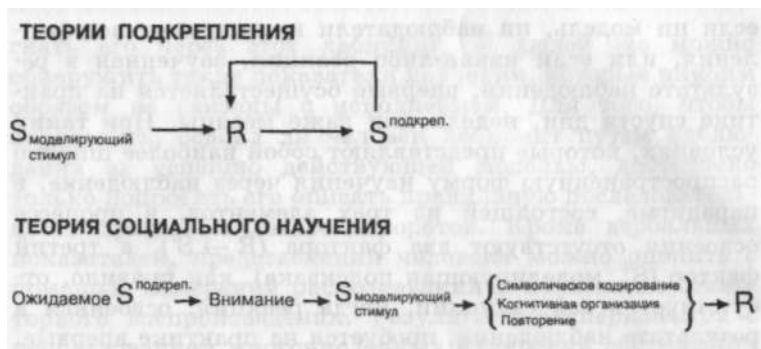 ТЕОРИИ ПОДКРЕПЛЕНИЯ
S моделирующий стимул → R → S подкреп.
ТЕОРИЯ СОЦИАЛЬНОГО НАУЧЕНИЯ
Ожидаемое S подкреп. → Внимание → S моделирующий стимул → { Символическое кодирование
Когнитивная организация
Повторение } → R